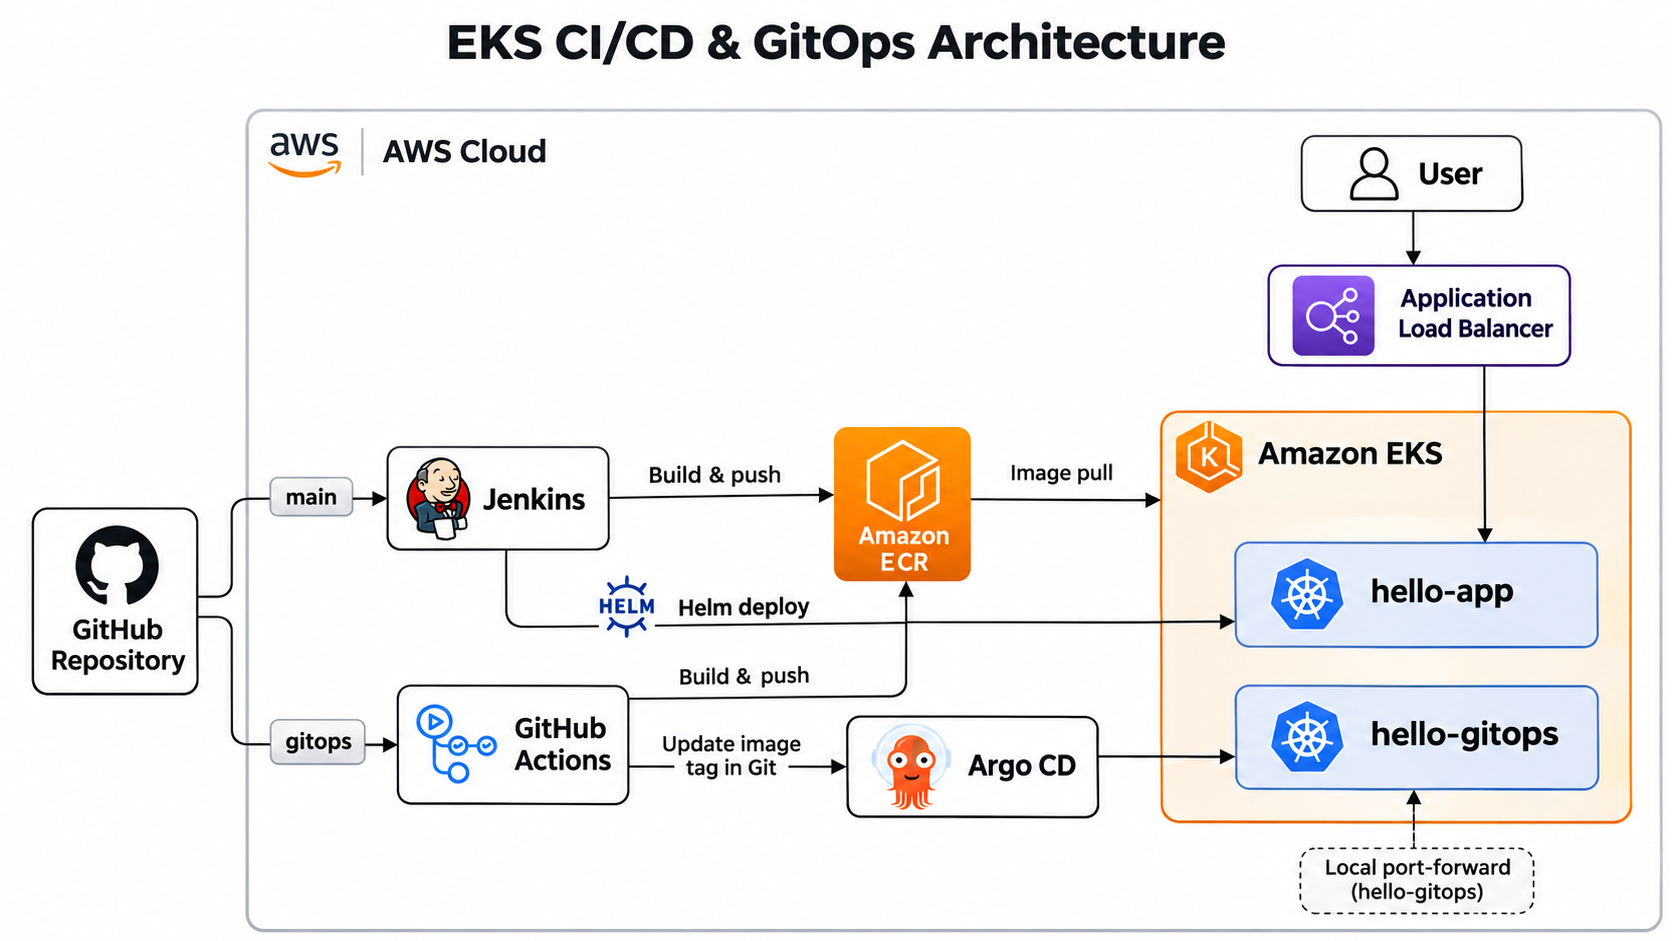 EKS CI/CD & GitOps Architecture
aws
AWS Cloud
User
Application
Load Balancer
Amazon EKS
K
main
Jenkins
Build & push
Amazon
ECR
Image pull
GitHub
Repository
HELM
Helm deploy
hello-app
Build & push
gitops
GitHub
Actions
Update image
tag in Git
Argo CD
hello-gitops
Local port-forward
(hello-gitops)